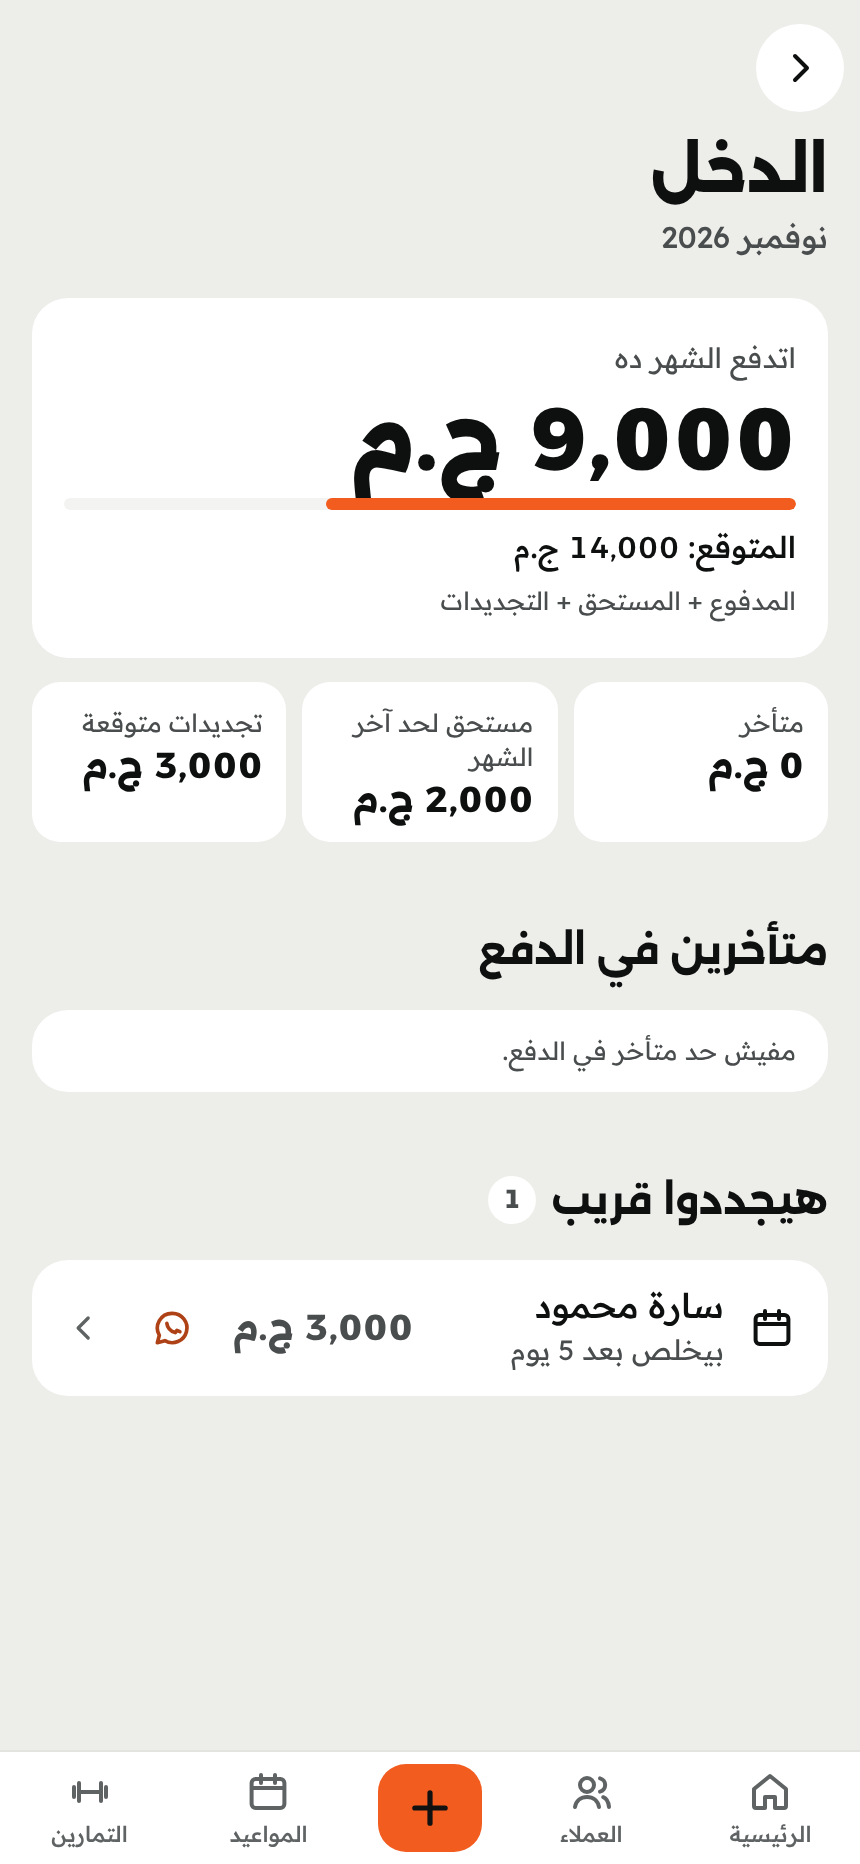 الدخل
نوفمبر 2026
اتدفع الشهر ده
9,000 ج.م
المتوقع: 14,000 ج.م
المدفوع + المستحق + التجديدات
متأخر
0 ج.م
مستحق لحد آخر
الشهر
2,000 ج.م
تجديدات متوقعة
3,000 ج.م
متأخرين في الدفع
مفيش حد متأخر في الدفع.
هيجددوا قريب 1
سارة محمود
بيخلص بعد 5 يوم
3,000 ج.م
الرئيسية
العملاء
المواعيد
التمارين